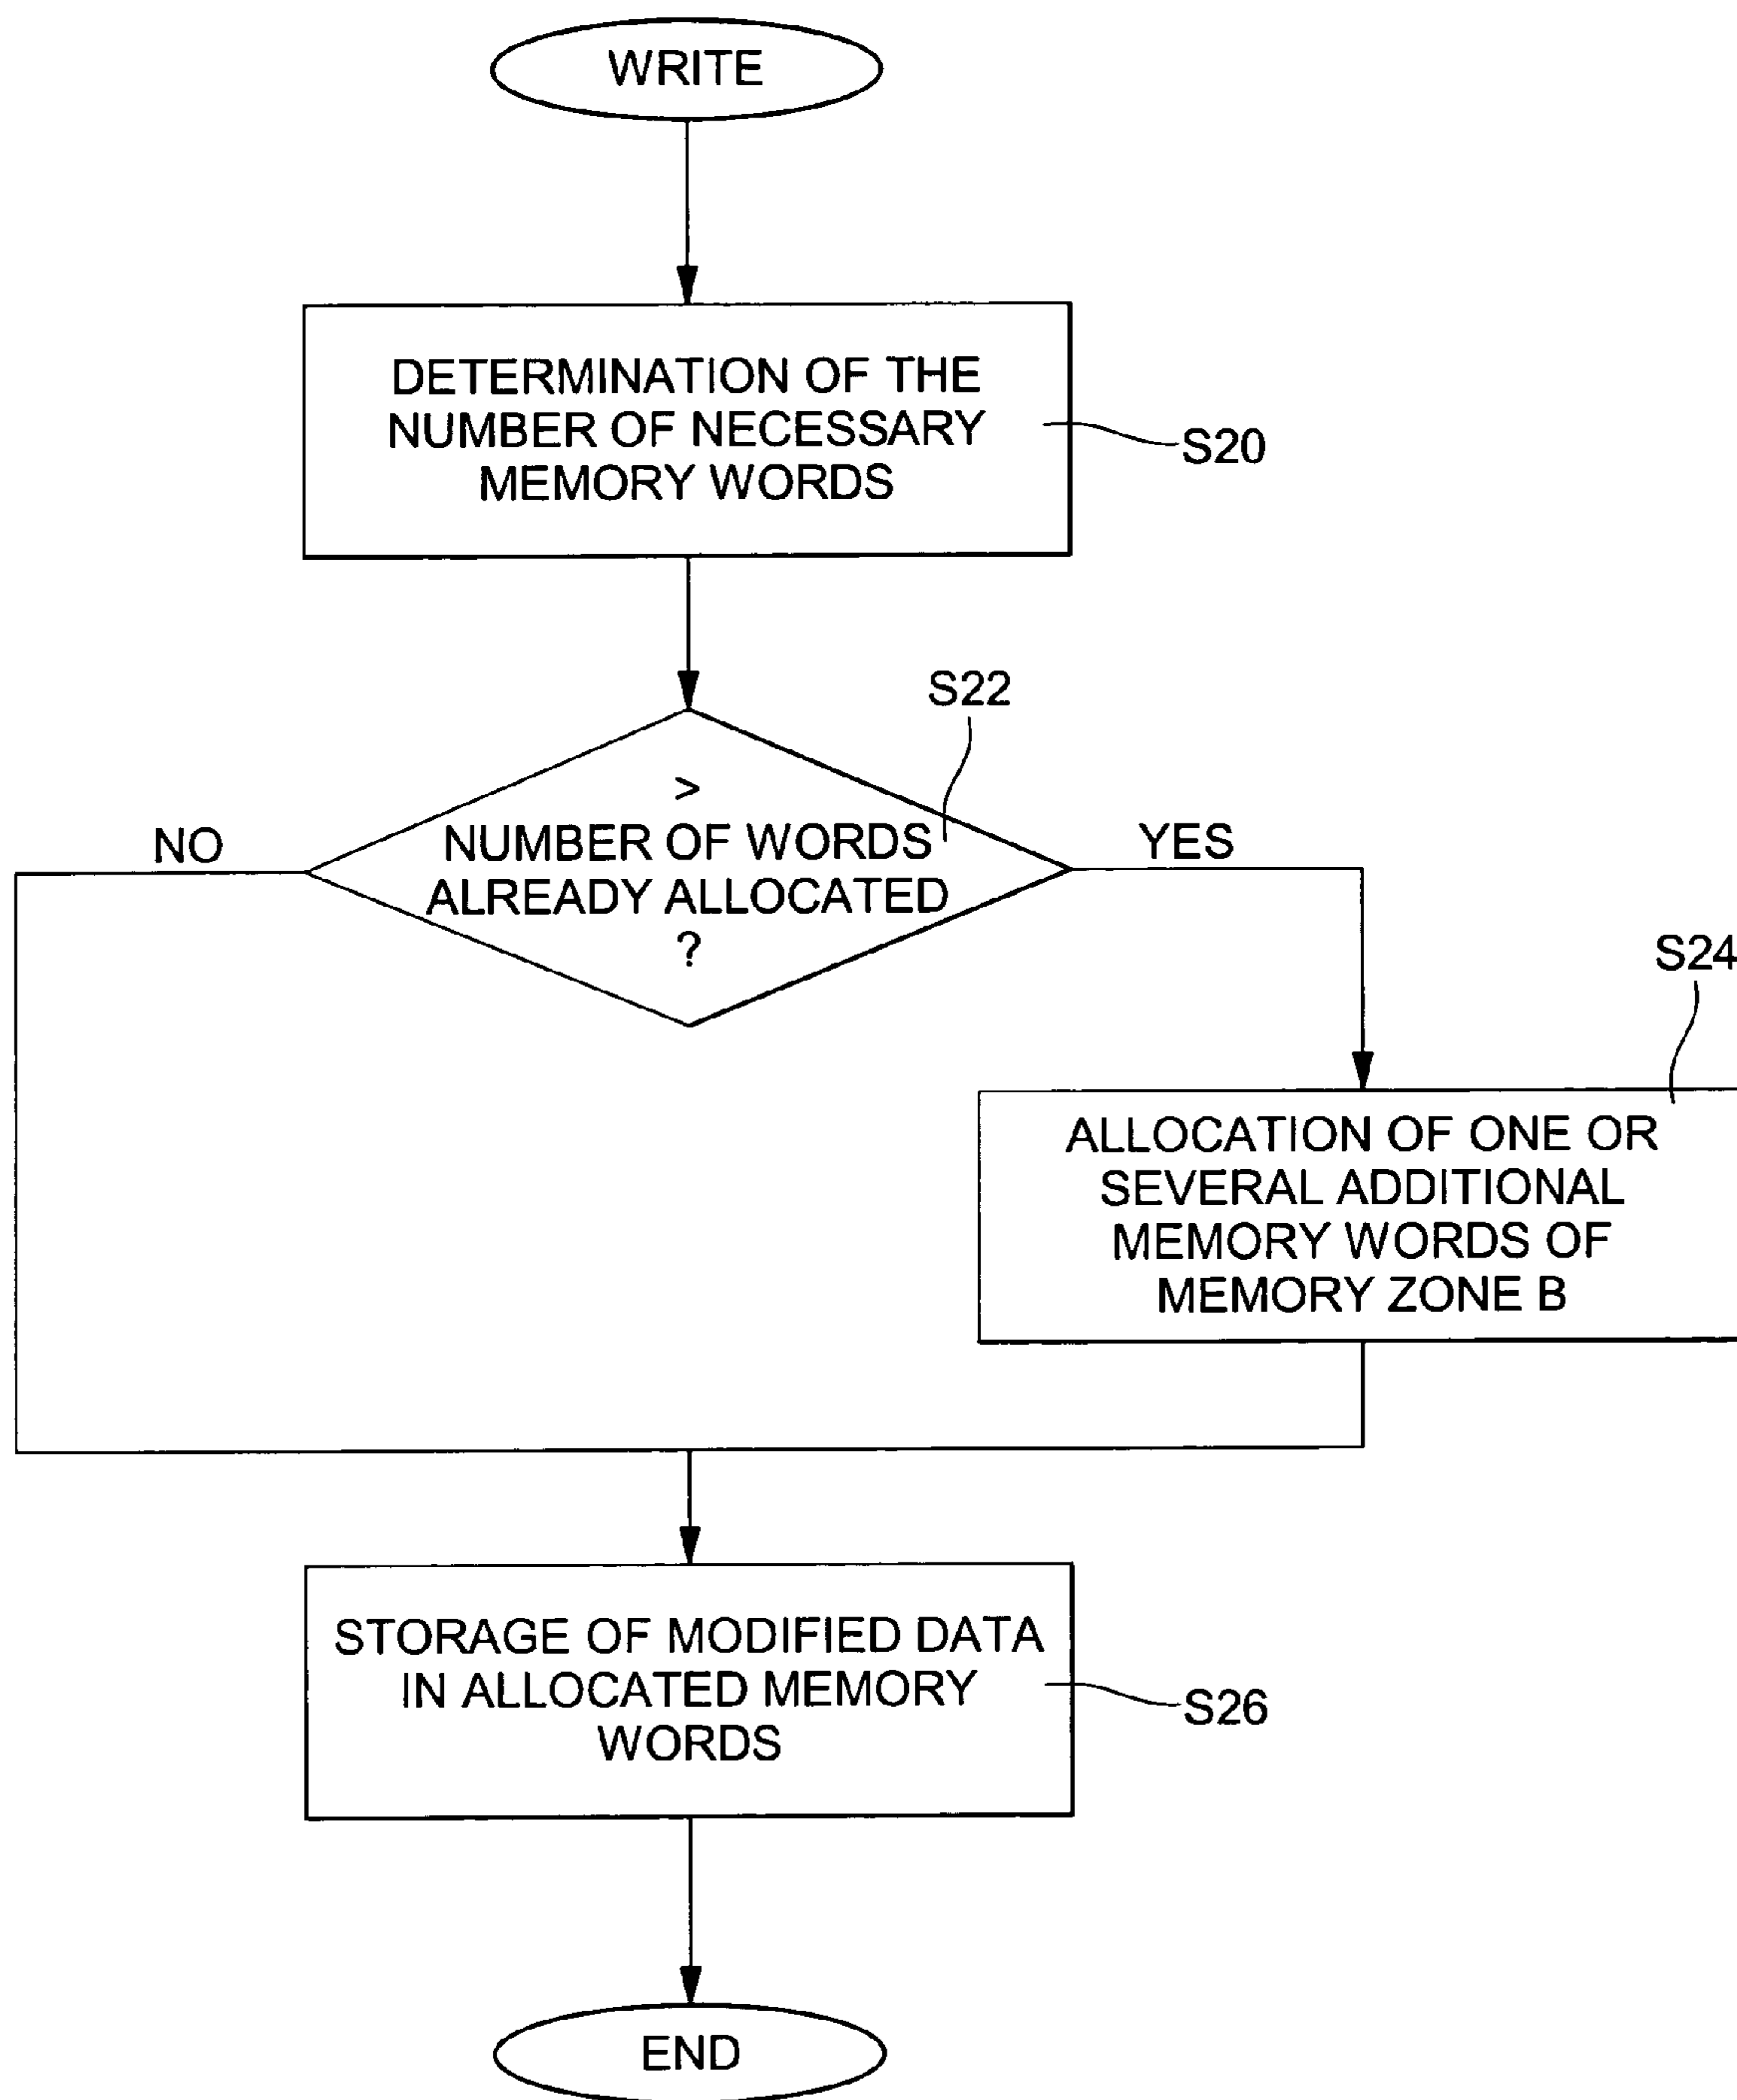 WRITE
DETERMINATION OF THE
NUMBER OF NECESSARY
MEMORY WORDS
S20
S22
>
NUMBER OF WORDS
ALREADY ALLOCATED
?
NO
YES
S24
ALLOCATION OF ONE OR
SEVERAL ADDITIONAL
MEMORY WORDS OF
MEMORY ZONE B
STORAGE OF MODIFIED DATA
IN ALLOCATED MEMORY
WORDS
S26
END